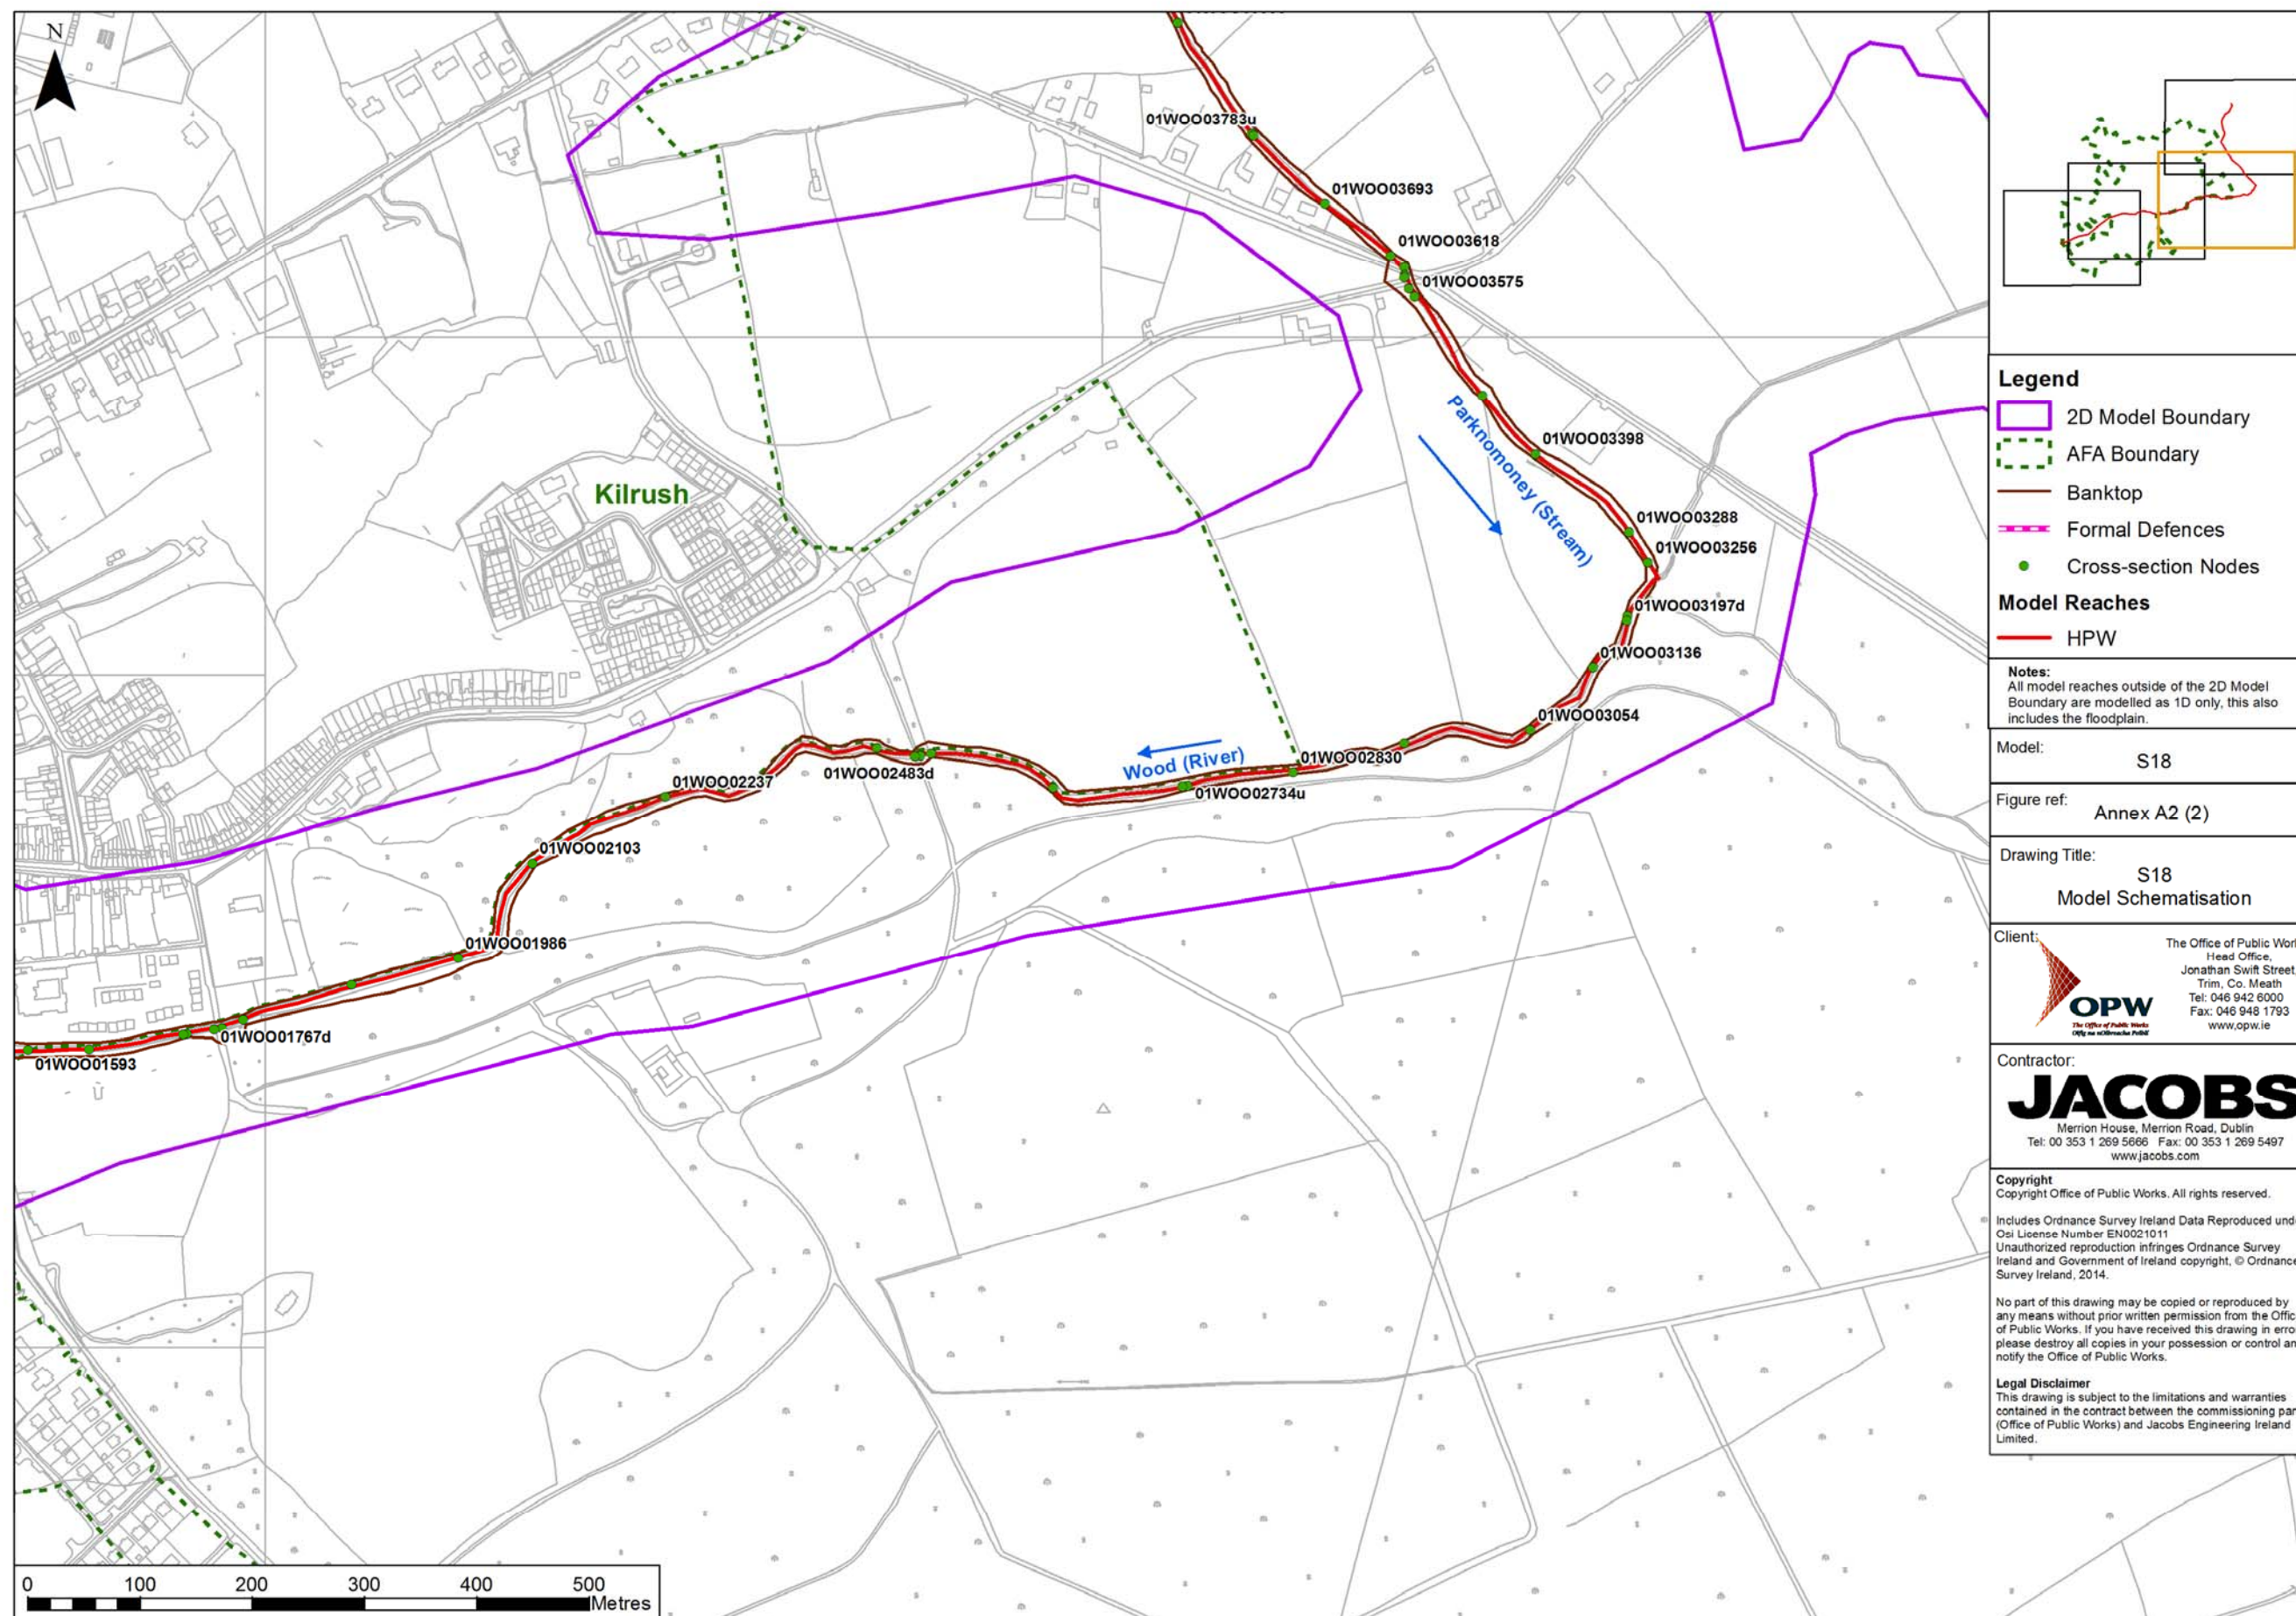 N
01WOO03783u
01WOO03693
01WOO03618
01WOO03575
01WOO03398
Parknomoney (Stream)
01WOO03288
01WOO03256
01WOO03197d
01WOO03136
01WOO03054
Kilrush
Wood (River)
01WOO02830
01WOO02734u
01WOO02483d
01WOO02237
01WOO02103
01WOO01986
01WOO01767d
01WOO01593
0 100 200 300 400 500
Metres
Legend
2D Model Boundary
AFA Boundary
Banktop
Formal Defences
Cross-section Nodes
Model Reaches
HPW
Notes:
All model reaches outside of the 2D Model
Boundary are modelled as 1D only, this also
includes the floodplain.
Model:
S18
Figure ref:
Annex A2 (2)
Drawing Title:
S18
Model Schematisation
Client:
The Office of Public Wor
Head Office,
Jonathan Swift Street,
Trim, Co. Meath
Tel: 046 942 6000
Fax: 046 948 1793
www.opw.ie
OPW
The Office of Public Works
Oifig na nOibreacha Poiblí
Contractor:
JACOBS
Merrion House, Merrion Road, Dublin
Tel: 00 353 1 269 5666 Fax: 00 353 1 269 5497
www.jacobs.com
Copyright
Copyright Office of Public Works. All rights reserved.
Includes Ordnance Survey Ireland Data Reproduced und
Osi License Number EN0021011
Unauthorized reproduction infringes Ordnance Survey
Ireland and Government of Ireland copyright, © Ordnance
Survey Ireland, 2014.
No part of this drawing may be copied or reproduced by
any means without prior written permission from the Offic
of Public Works. If you have received this drawing in erro
please destroy all copies in your possession or control an
notify the Office of Public Works.
Legal Disclaimer
This drawing is subject to the limitations and warranties
contained in the contract between the commissioning par
(Office of Public Works) and Jacobs Engineering Ireland
Limited.